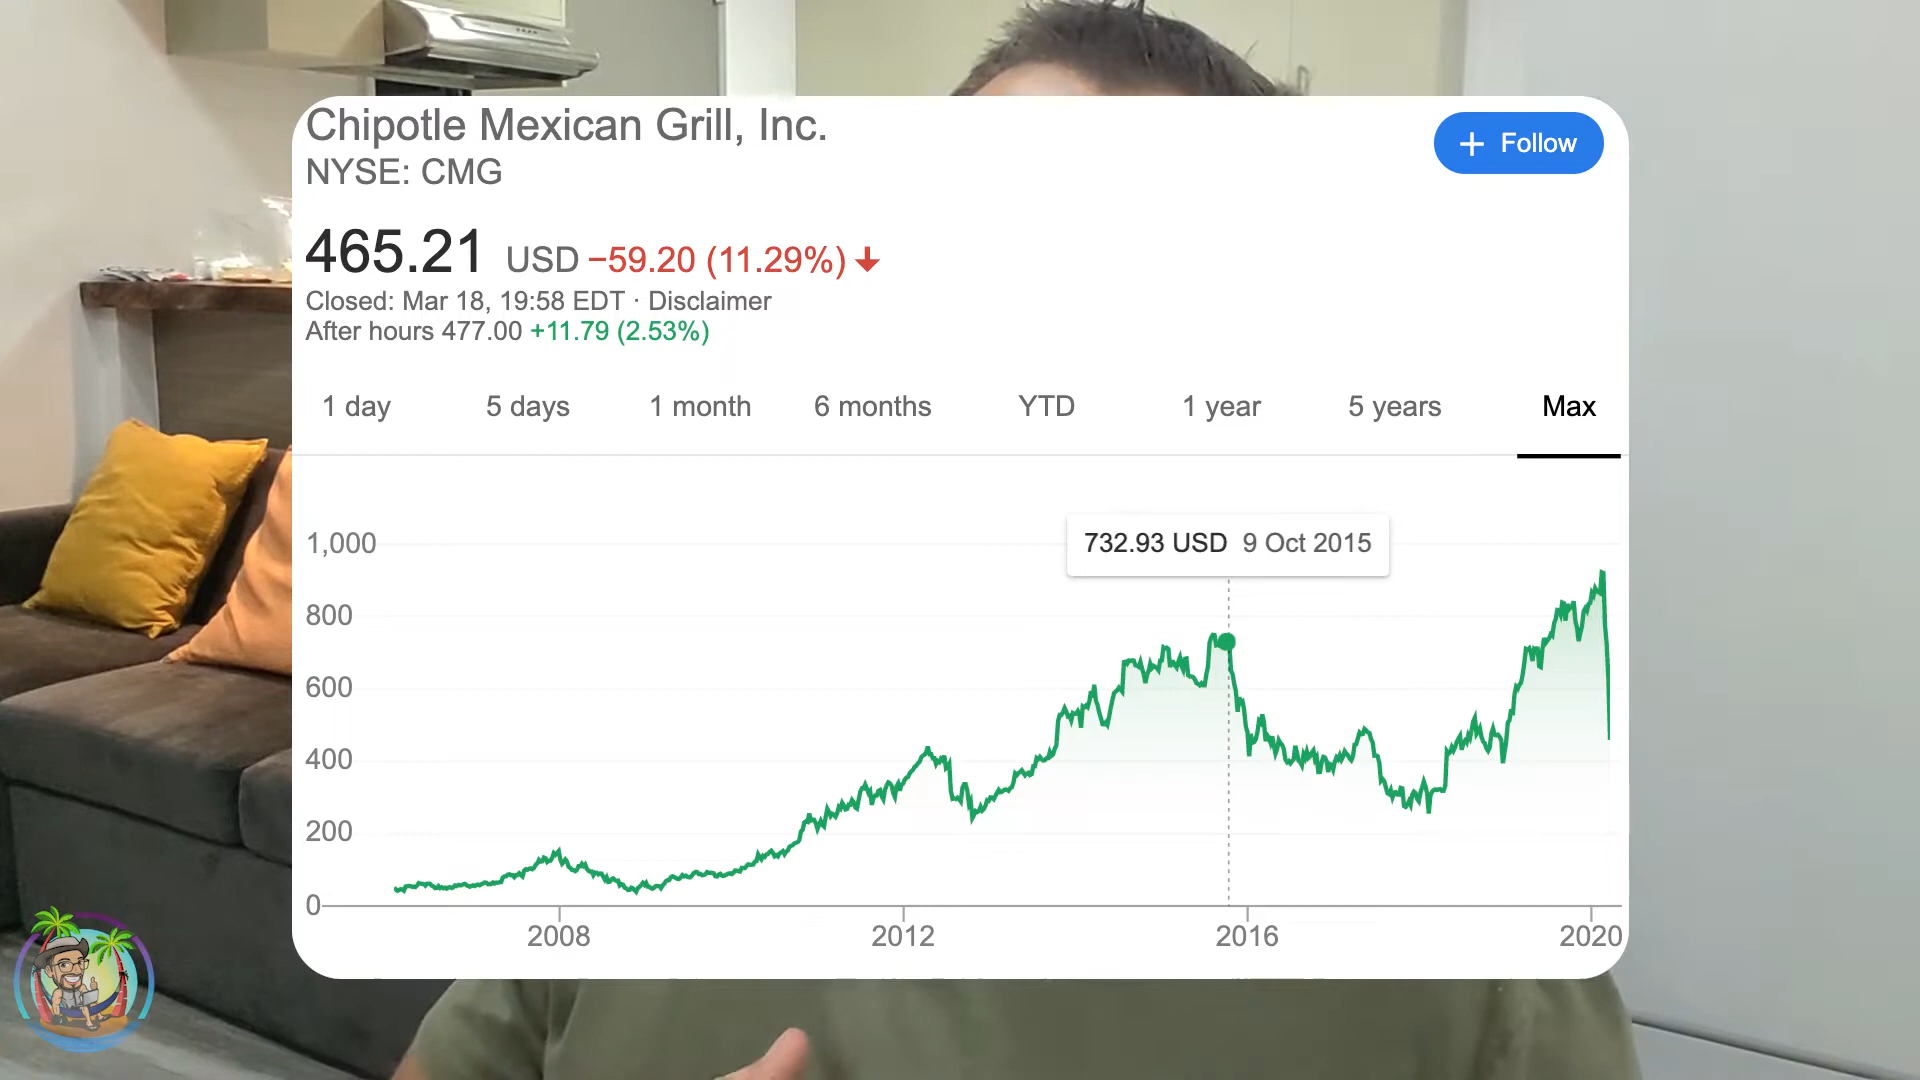 Chipotle Mexican Grill, Inc.
NYSE: CMG
+ Follow
465.21 USD −59.20 (11.29%)
Closed: Mar 18, 19:58 EDT · Disclaimer
After hours 477.00 +11.79 (2.53%)
1 day 5 days 1 month 6 months YTD 1 year 5 years Max
732.93 USD 9 Oct 2015
1,000
800
600
400
200
0
2008 2012 2016 2020